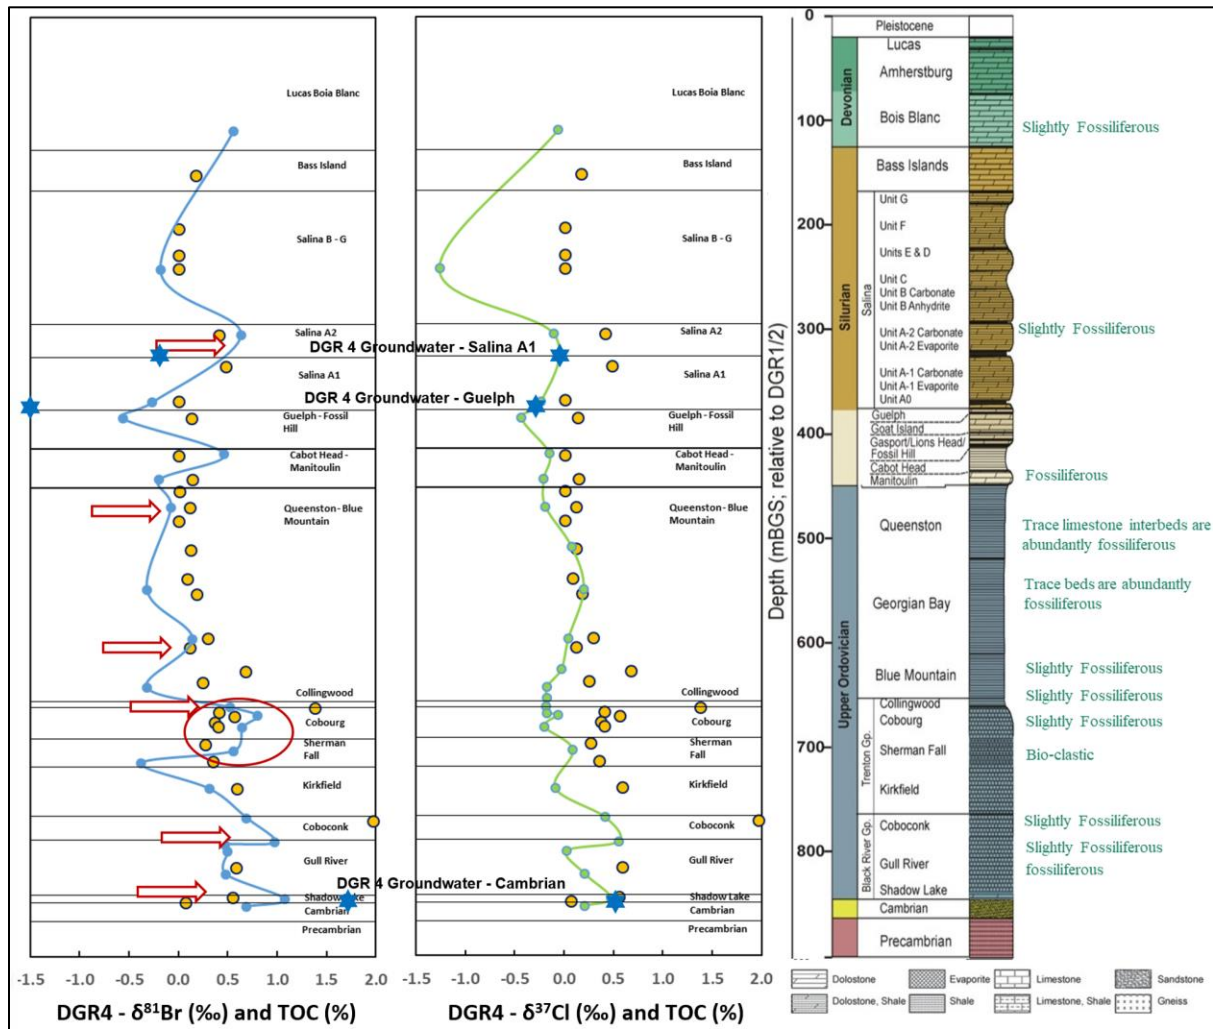 Lucas Boia Blanc
Bass Island
Salina B - G
Salina A2
DGR 4 Groundwater - Salina A1
Salina A1
DGR 4 Groundwater - Guelph
Guelph - Fossil
Hill
Cabot Head -
Manitoulin
Queenston - Blue
Mountain
Collingwood
Cobourg
Sherman
Fall
Kirkfield
Coboconk
Gull River
DGR 4 Groundwater - Cambrian
Shadow Lake
Cambrian
Precambrian
-1.5 -1.0 -0.5 0.0 0.5 1.0 1.5 2.0
DGR4 - δ⁸¹Br (‰) and TOC (%)
Lucas Boia Blanc
Bass Island
Salina B - G
Salina A2
Salina A1
Guelph - Fossil
Hill
Cabot Head -
Manitoulin
Queenston - Blue
Mountain
Collingwood
Cobourg
Sherman
Fall
Kirkfield
Coboconk
Gull River
Shadow Lake
Cambrian
Precambrian
-1.5 -1.0 -0.5 0.0 0.5 1.0 1.5 2.0
DGR4 - δ³⁷Cl (‰) and TOC (%)
Depth (mBGS; relative to DGR1/2)
0
100
200
300
400
500
600
700
800
Devonian
Silurian
Upper Ordovician
Salina
Trenton Gp.
Black River Gp.
Pleistocene
Lucas
Amherstburg
Bois Blanc
Bass Islands
Unit G
Unit F
Units E & D
Unit C
Unit B Carbonate
Unit B Anhydrite
Unit A-2 Carbonate
Unit A-2 Evaporite
Unit A-1 Carbonate
Unit A-1 Evaporite
Unit A0
Guelph
Goat Island
Gasport/Lions Head/
Fossil Hill
Cabot Head
Manitoulin
Queenston
Georgian Bay
Blue Mountain
Collingwood
Cobourg
Sherman Fall
Kirkfield
Coboconk
Gull River
Shadow Lake
Cambrian
Precambrian
Slightly Fossiliferous
Slightly Fossiliferous
Fossiliferous
Trace limestone interbeds are
abundantly fossiliferous
Trace beds are abundantly
fossiliferous
Slightly Fossiliferous
Slightly Fossiliferous
Slightly Fossiliferous
Bio-clastic
Slightly Fossiliferous
Slightly Fossiliferous
fossiliferous
Dolostone Evaporite Limestone Sandstone
Dolostone, Shale Shale Limestone, Shale Gneiss